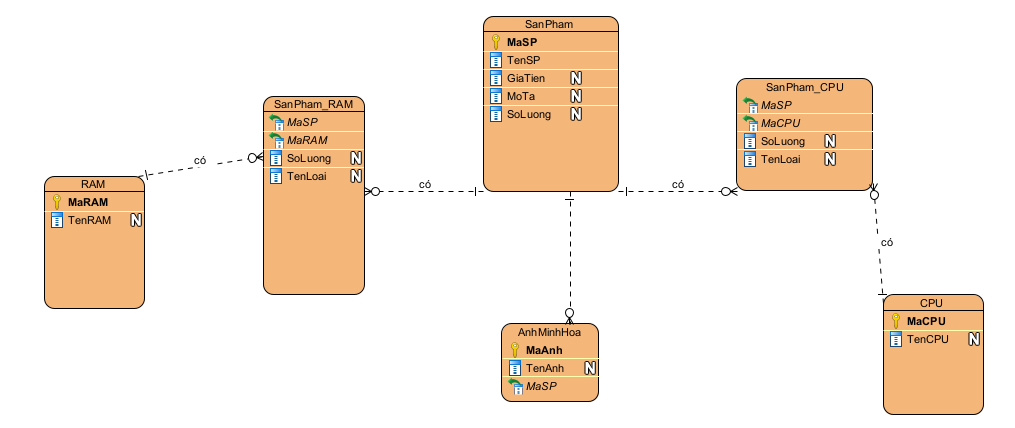 SanPham
MaSP
TenSP
GiaTien N
MoTa N
SoLuong N
SanPham_CPU
MaSP
MaCPU
SoLuong N
TenLoai N
SanPham_RAM
MaSP
MaRAM
SoLuong N
TenLoai N
có
có
có
RAM
MaRAM
TenRAM N
có
CPU
MaCPU
TenCPU N
AnhMinhHoa
MaAnh
TenAnh N
MaSP